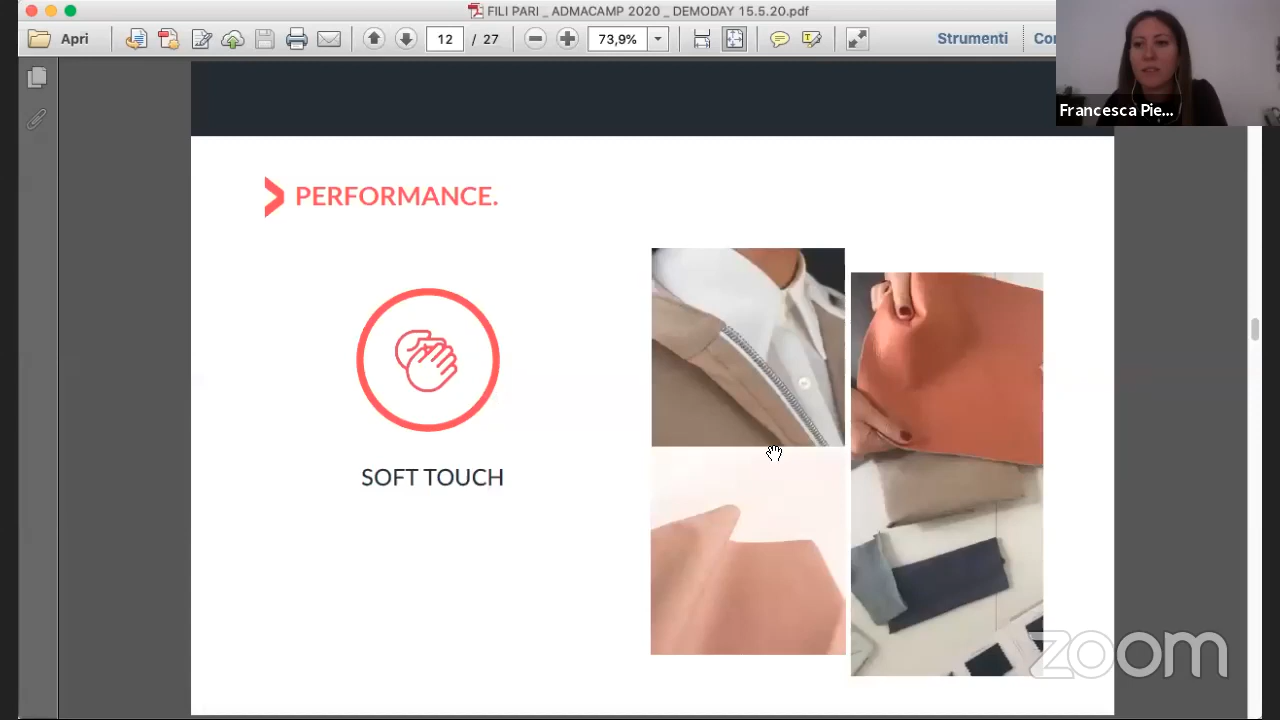 FILI PARI _ ADMACAMP 2020 _ DEMODAY 15.5.20.pdf
Apri
12 / 27
73,9%
Strumenti
Francesca Pie...
PERFORMANCE.
SOFT TOUCH
zoom